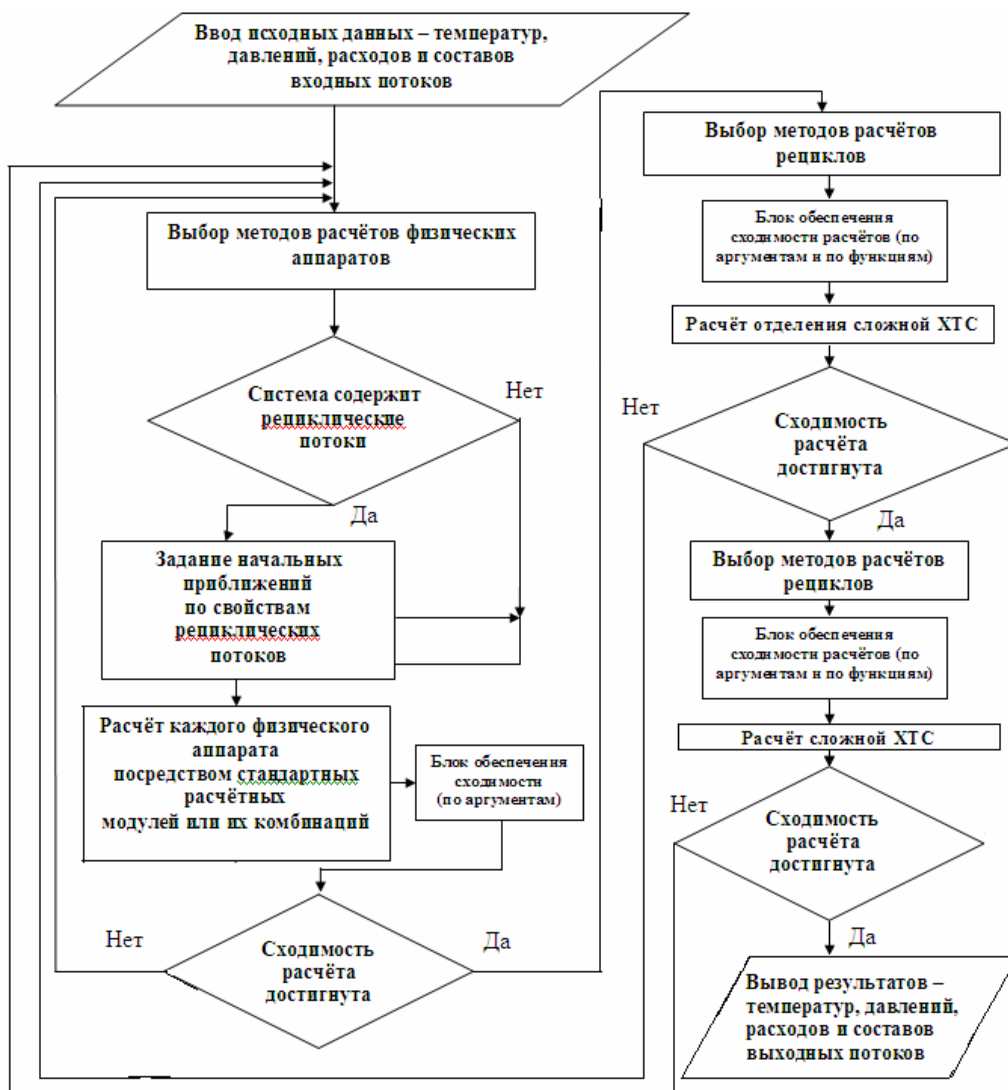 Ввод исходных данных – температур,
давлений, расходов и составов
входных потоков
Выбор методов расчётов физических
аппаратов
Система содержит
рециклические
потоки
Нет
Да
Задание начальных
приближений
по свойствам
рециклических
потоков
Расчёт каждого физического
аппарата
посредством стандартных
расчётных
модулей или их комбинаций
Блок обеспечения
сходимости
(по аргументам)
Сходимость
расчёта
достигнута
Нет
Да
Выбор методов расчётов
рециклов
Блок обеспечения
сходимости расчётов (по
аргументам и по функциям)
Расчёт отделения сложной ХТС
Сходимость
расчёта
достигнута
Нет
Да
Выбор методов расчётов
рециклов
Блок обеспечения
сходимости расчётов (по
аргументам и по функциям)
Расчёт сложной ХТС
Сходимость
расчёта
достигнута
Нет
Да
Вывод результатов –
температур, давлений,
расходов и составов
выходных потоков